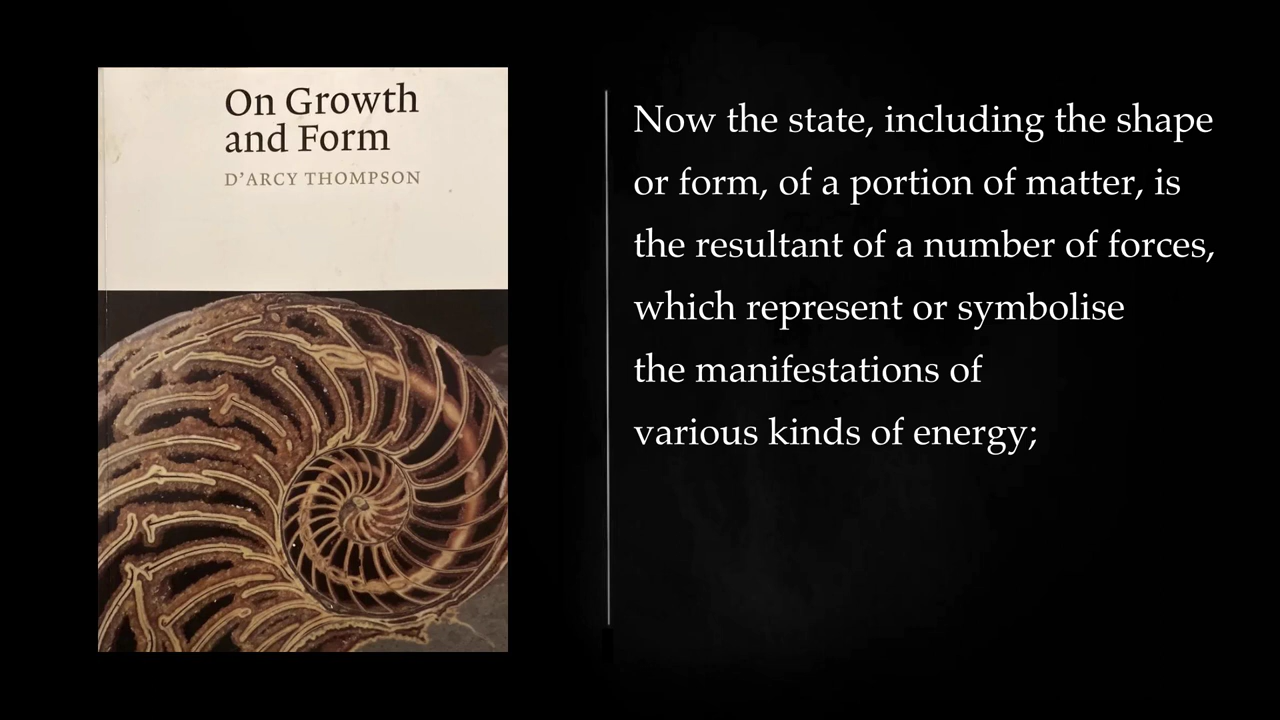 On Growth
and Form
D'ARCY THOMPSON
Now the state, including the shape
or form, of a portion of matter, is
the resultant of a number of forces,
which represent or symbolise
the manifestations of
various kinds of energy;